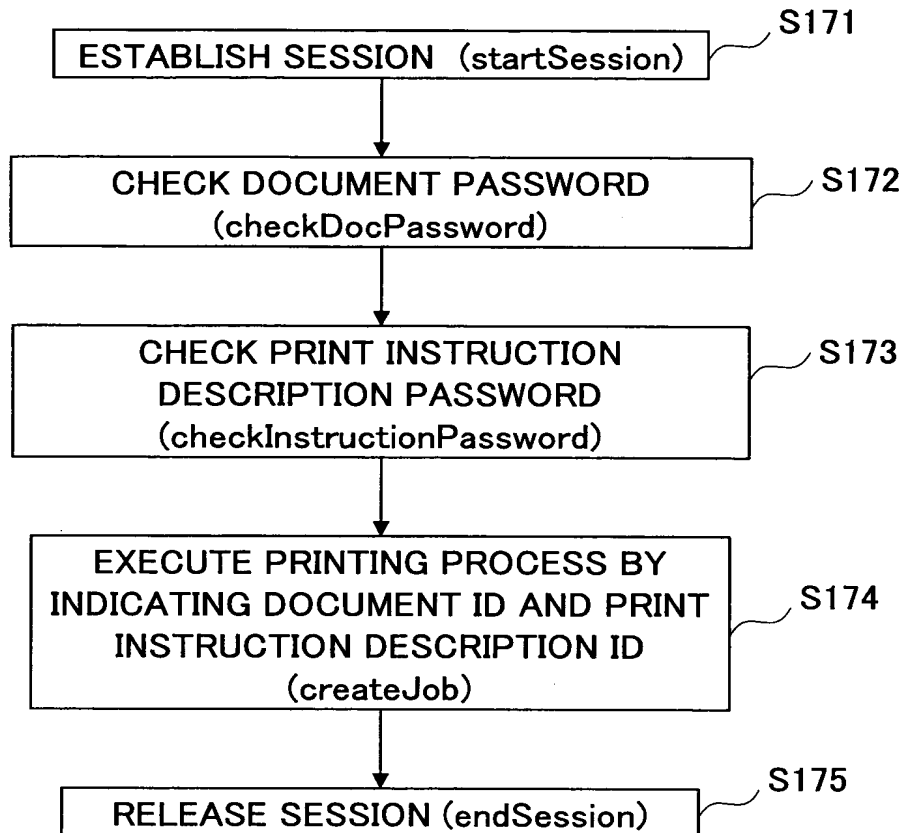 S171
ESTABLISH SESSION (startSession)
S172
CHECK DOCUMENT PASSWORD
(checkDocPassword)
S173
CHECK PRINT INSTRUCTION
DESCRIPTION PASSWORD
(checkInstructionPassword)
S174
EXECUTE PRINTING PROCESS BY
INDICATING DOCUMENT ID AND PRINT
INSTRUCTION DESCRIPTION ID
(createJob)
S175
RELEASE SESSION (endSession)